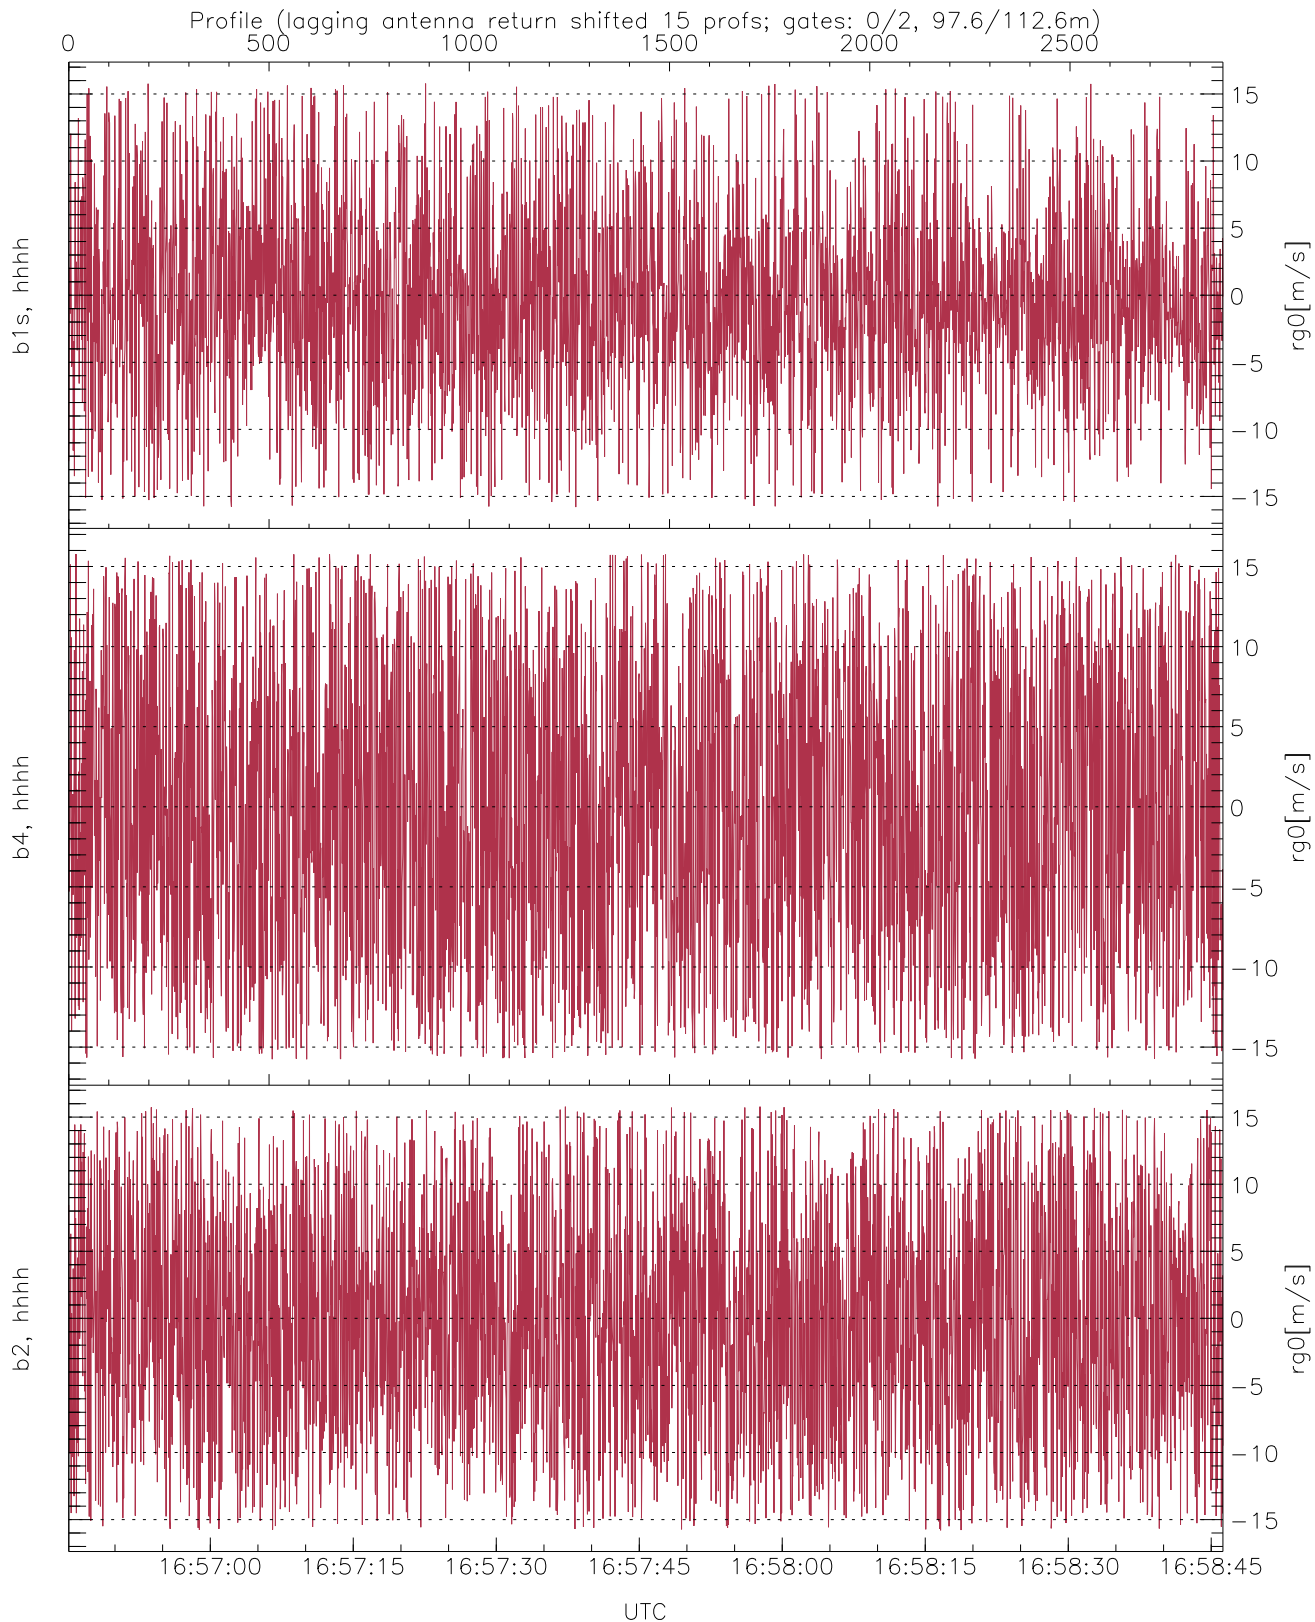 Profile (lagging antenna return shifted 15 profs; gates: 0/2, 97.6/112.6m)
0 500 1000 1500 2000 2500
b1s, hhhh
15
10
5
0
-5
-10
-15
rg0[m/s]
b4, hhhh
15
10
5
0
-5
-10
-15
rg0[m/s]
b2, hhhh
15
10
5
0
-5
-10
-15
rg0[m/s]
16:57:00 16:57:15 16:57:30 16:57:45 16:58:00 16:58:15 16:58:30 16:58:45
UTC